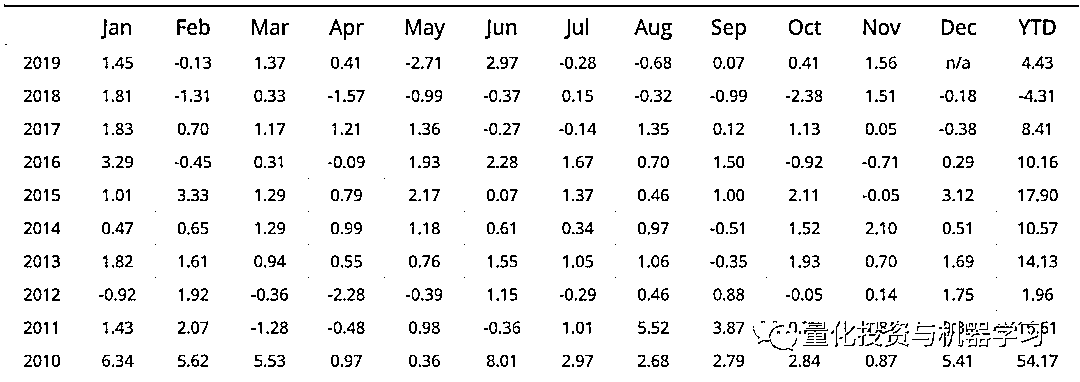 Jan Feb Mar Apr May Jun Jul Aug Sep Oct Nov Dec YTD
2019 1.45 -0.13 1.37 0.41 -2.71 2.97 -0.28 -0.68 0.07 0.41 1.56 n/a 4.43
2018 1.81 -1.31 0.33 -1.57 -0.99 -0.37 0.15 -0.32 -0.99 -2.38 1.51 -0.18 -4.31
2017 1.83 0.70 1.17 1.21 1.36 -0.27 -0.14 1.35 0.12 1.13 0.05 -0.38 8.41
2016 3.29 -0.45 0.31 -0.09 1.93 2.28 1.67 0.70 1.50 -0.92 -0.71 0.29 10.16
2015 1.01 3.33 1.29 0.79 2.17 0.07 1.37 0.46 1.00 2.11 -0.05 3.12 17.90
2014 0.47 0.65 1.29 0.99 1.18 0.61 0.34 0.97 -0.51 1.52 2.10 0.51 10.57
2013 1.82 1.61 0.94 0.55 0.76 1.55 1.05 1.06 -0.35 1.93 0.70 1.69 14.13
2012 -0.92 1.92 -0.36 -2.28 -0.39 1.15 -0.29 0.46 0.88 -0.05 0.14 1.75 1.96
2011 1.43 2.07 -1.28 -0.48 0.98 -0.36 1.01 5.52 3.87
量化投资与机器学习
2010 6.34 5.62 5.53 0.97 0.36 8.01 2.97 2.68 2.79 2.84 0.87 5.41 54.17